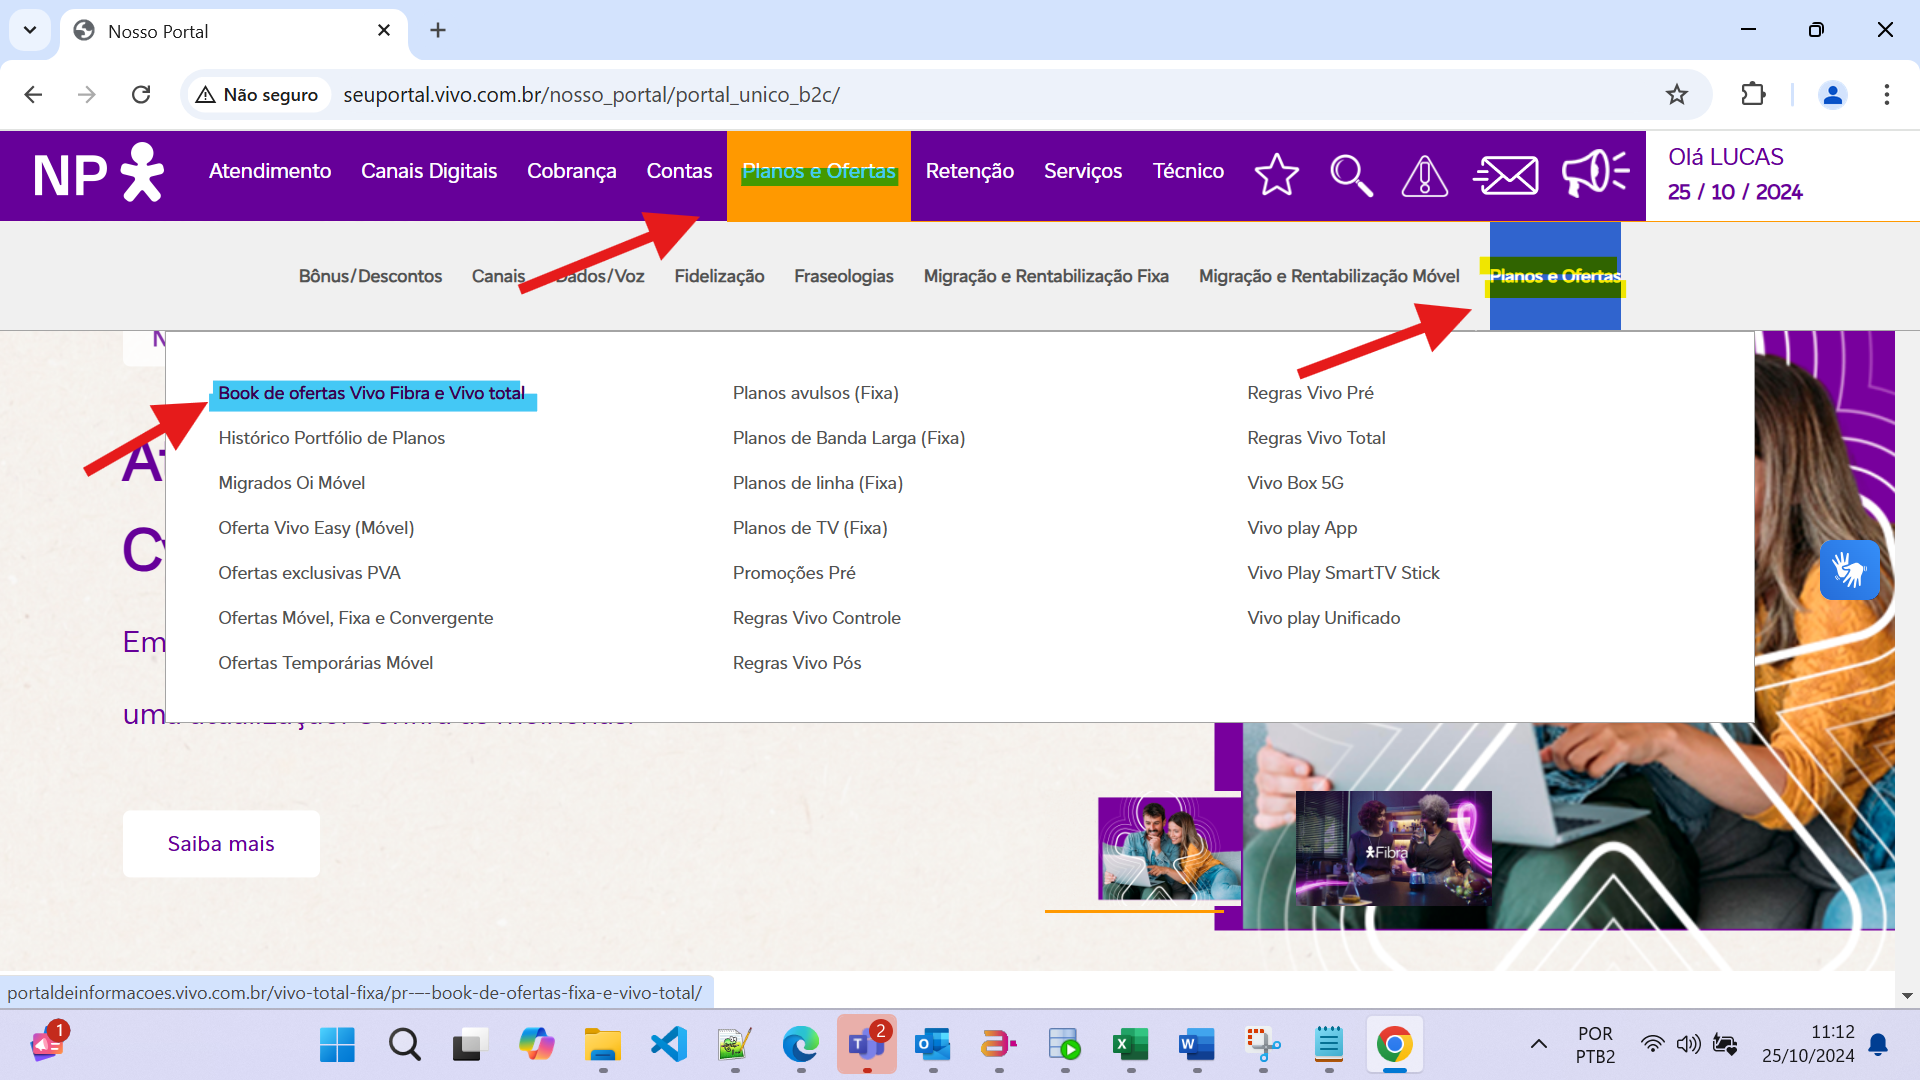 Nosso Portal
Não seguro
seuportal.vivo.com.br/nosso_portal/portal_unico_b2c/
NP
Atendimento
Canais Digitais
Cobrança
Contas
Planos e Ofertas
Retenção
Serviços
Técnico
Olá LUCAS
25 / 10 / 2024
Bônus/Descontos
Canais
Dados/Voz
Fidelização
Fraseologias
Migração e Rentabilização Fixa
Migração e Rentabilização Móvel
Planos e Ofertas
Book de ofertas Vivo Fibra e Vivo total
Histórico Portfólio de Planos
Migrados Oi Móvel
Oferta Vivo Easy (Móvel)
Ofertas exclusivas PVA
Ofertas Móvel, Fixa e Convergente
Ofertas Temporárias Móvel
Planos avulsos (Fixa)
Planos de Banda Larga (Fixa)
Planos de linha (Fixa)
Planos de TV (Fixa)
Promoções Pré
Regras Vivo Controle
Regras Vivo Pós
Regras Vivo Pré
Regras Vivo Total
Vivo Box 5G
Vivo play App
Vivo Play SmartTV Stick
Vivo play Unificado
Em
Saiba mais
Fibra
portaldeinformacoes.vivo.com.br/vivo-total-fixa/pr-–-book-de-ofertas-fixa-e-vivo-total/
1
2
POR
PTB2
11:12
25/10/2024